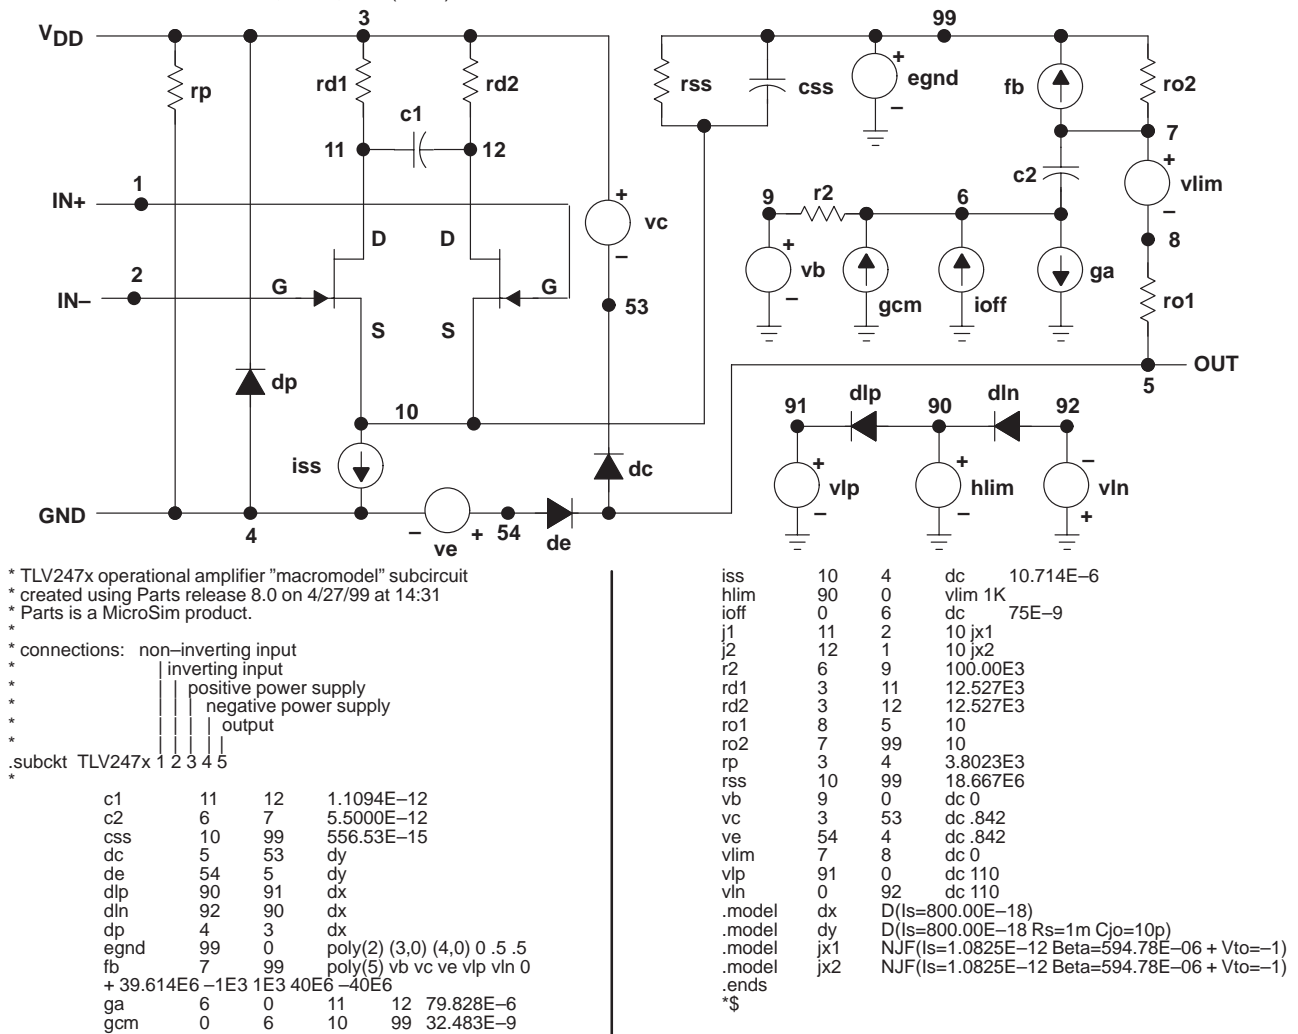 3
99
VDD
rp
rd1
rd2
c1
11
12
rss
css
egnd
+
–
fb
ro2
7
c2
+
vlim
–
8
ro1
IN+
1
IN–
2
D
D
G
G
S
S
+
vc
–
53
9
r2
6
+
vb
–
gcm
ioff
ga
OUT
5
dp
10
iss
dc
GND
4
–
ve
+
54
de
91
dlp
90
dln
92
+
vlp
–
+
hlim
–
–
vln
+
* TLV247x operational amplifier ”macromodel” subcircuit
* created using Parts release 8.0 on 4/27/99 at 14:31
* Parts is a MicroSim product.
*
* connections: non–inverting input
* | inverting input
* | | positive power supply
* | | | negative power supply
* | | | | output
* | | | | |
.subckt TLV247x 1 2 3 4 5
*
c1 11 12 1.1094E–12
c2 6 7 5.5000E–12
css 10 99 556.53E–15
dc 5 53 dy
de 54 5 dy
dlp 90 91 dx
dln 92 90 dx
dp 4 3 dx
egnd 99 0 poly(2) (3,0) (4,0) 0 .5 .5
fb 7 99 poly(5) vb vc ve vlp vln 0
+ 39.614E6 –1E3 1E3 40E6 –40E6
ga 6 0 11 12 79.828E–6
gcm 0 6 10 99 32.483E–9
iss 10 4 dc 10.714E–6
hlim 90 0 vlim 1K
ioff 0 6 dc 75E–9
j1 11 2 10 jx1
j2 12 1 10 jx2
r2 6 9 100.00E3
rd1 3 11 12.527E3
rd2 3 12 12.527E3
ro1 8 5 10
ro2 7 99 10
rp 3 4 3.8023E3
rss 10 99 18.667E6
vb 9 0 dc 0
vc 3 53 dc .842
ve 54 4 dc .842
vlim 7 8 dc 0
vlp 91 0 dc 110
vln 0 92 dc 110
.model dx D(Is=800.00E–18)
.model dy D(Is=800.00E–18 Rs=1m Cjo=10p)
.model jx1 NJF(Is=1.0825E–12 Beta=594.78E–06 + Vto=–1)
.model jx2 NJF(Is=1.0825E–12 Beta=594.78E–06 + Vto=–1)
.ends
*$